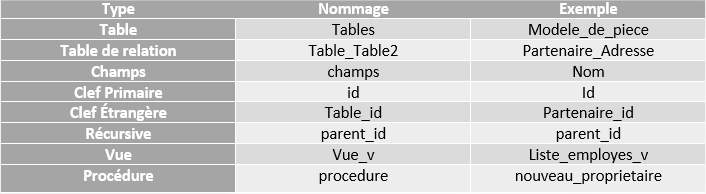 Type Nommage Exemple
Table Tables Modele_de_piece
Table de relation Table_Table2 Partenaire_Adresse
Champs champs Nom
Clef Primaire id Id
Clef Étrangère Table_id Partenaire_id
Récursive parent_id parent_id
Vue Vue_v Liste_employes_v
Procédure procedure nouveau_proprietaire